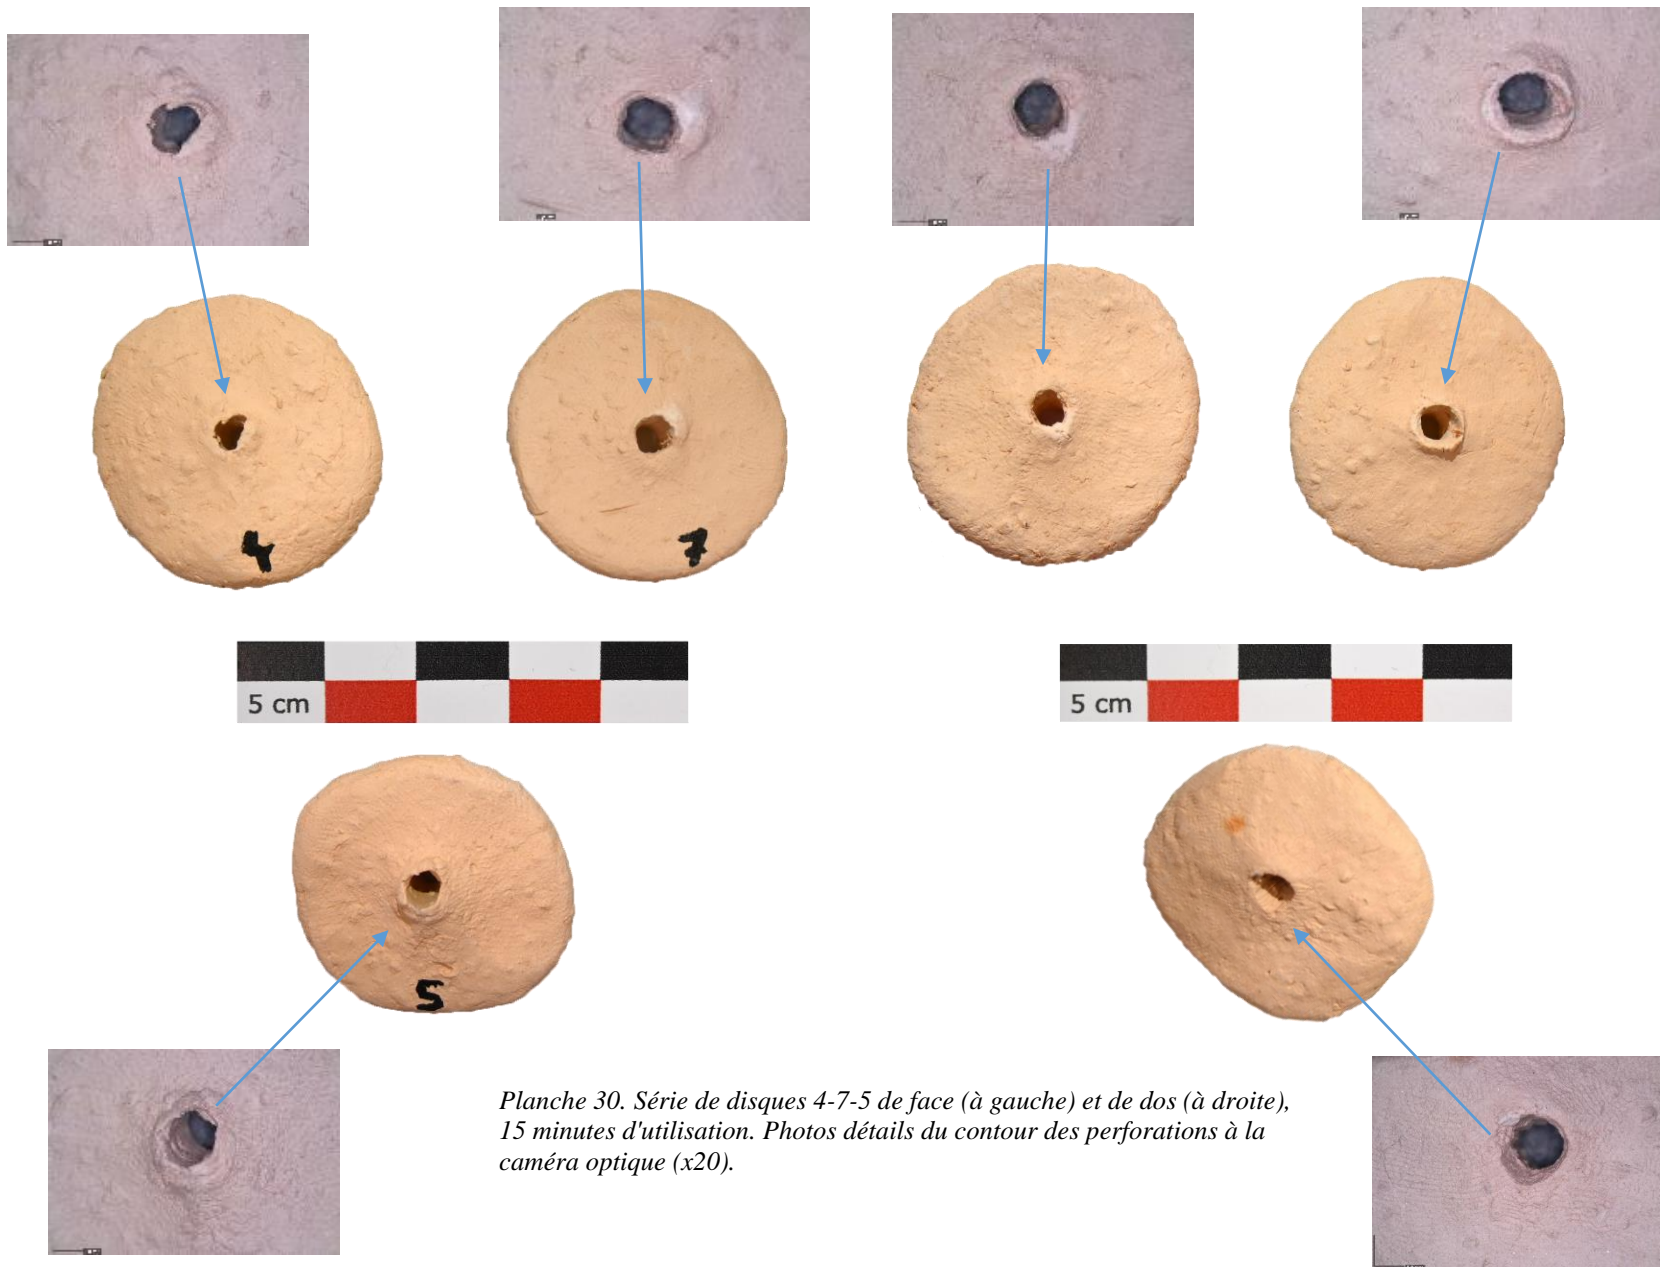 4
7
5 cm
5 cm
5
Planche 30. Série de disques 4-7-5 de face (à gauche) et de dos (à droite),
15 minutes d'utilisation. Photos détails du contour des perforations à la
caméra optique (x20).